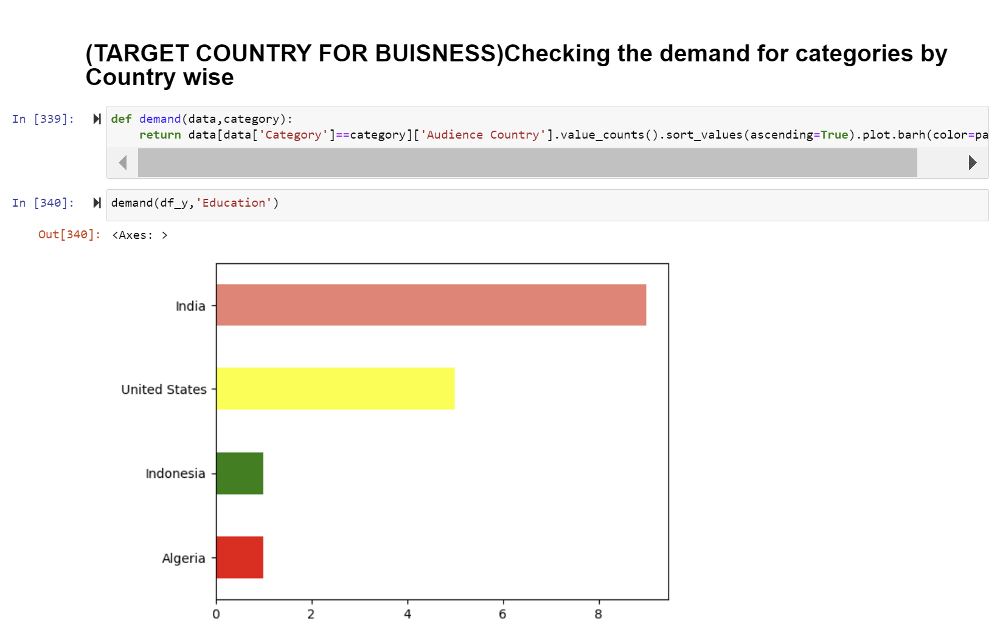 (TARGET COUNTRY FOR BUISNESS)Checking the demand for categories by
Country wise
In [339]:
def demand(data,category):
return data[data['Category']==category]['Audience Country'].value_counts().sort_values(ascending=True).plot.barh(color=pa
In [340]:
demand(df_y,'Education')
Out[340]:
<Axes: >
India
United States
Indonesia
Algeria
0 2 4 6 8